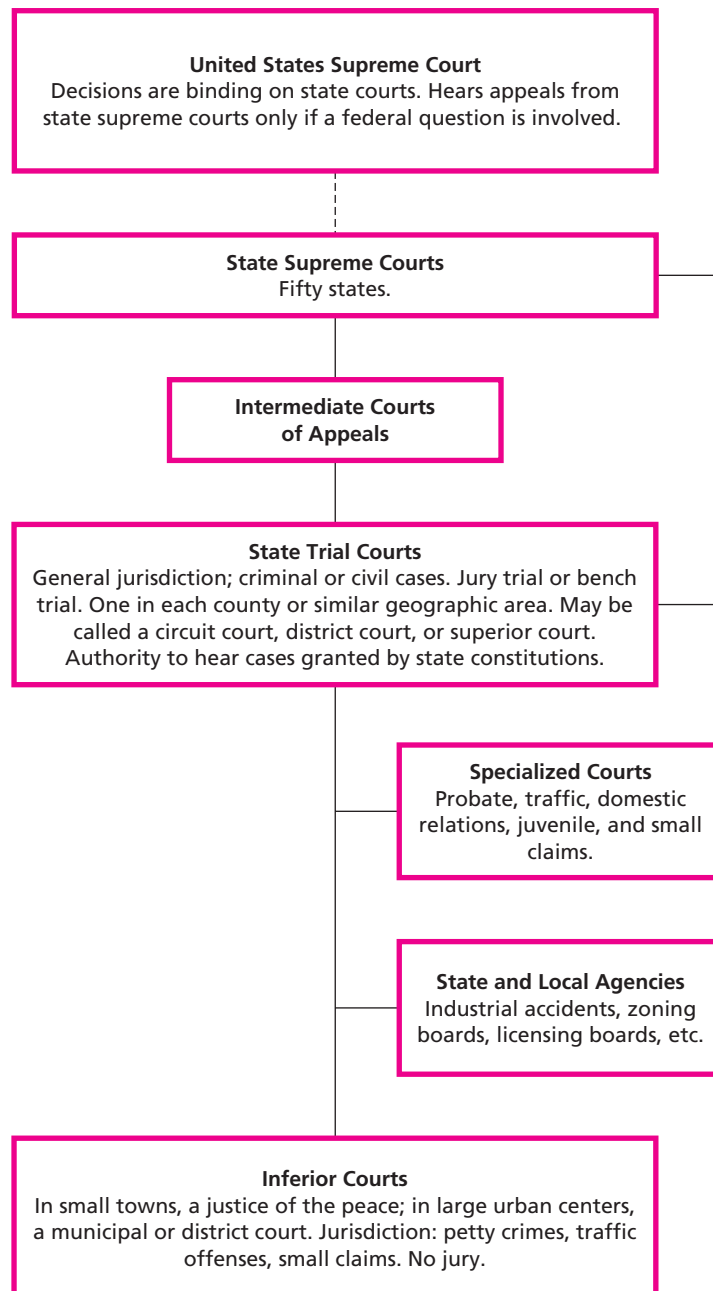 United States Supreme Court
Decisions are binding on state courts. Hears appeals from
state supreme courts only if a federal question is involved.
State Supreme Courts
Fifty states.
Intermediate Courts
of Appeals
State Trial Courts
General jurisdiction; criminal or civil cases. Jury trial or bench
trial. One in each county or similar geographic area. May be
called a circuit court, district court, or superior court.
Authority to hear cases granted by state constitutions.
Specialized Courts
Probate, traffic, domestic
relations, juvenile, and small
claims.
State and Local Agencies
Industrial accidents, zoning
boards, licensing boards, etc.
Inferior Courts
In small towns, a justice of the peace; in large urban centers,
a municipal or district court. Jurisdiction: petty crimes, traffic
offenses, small claims. No jury.